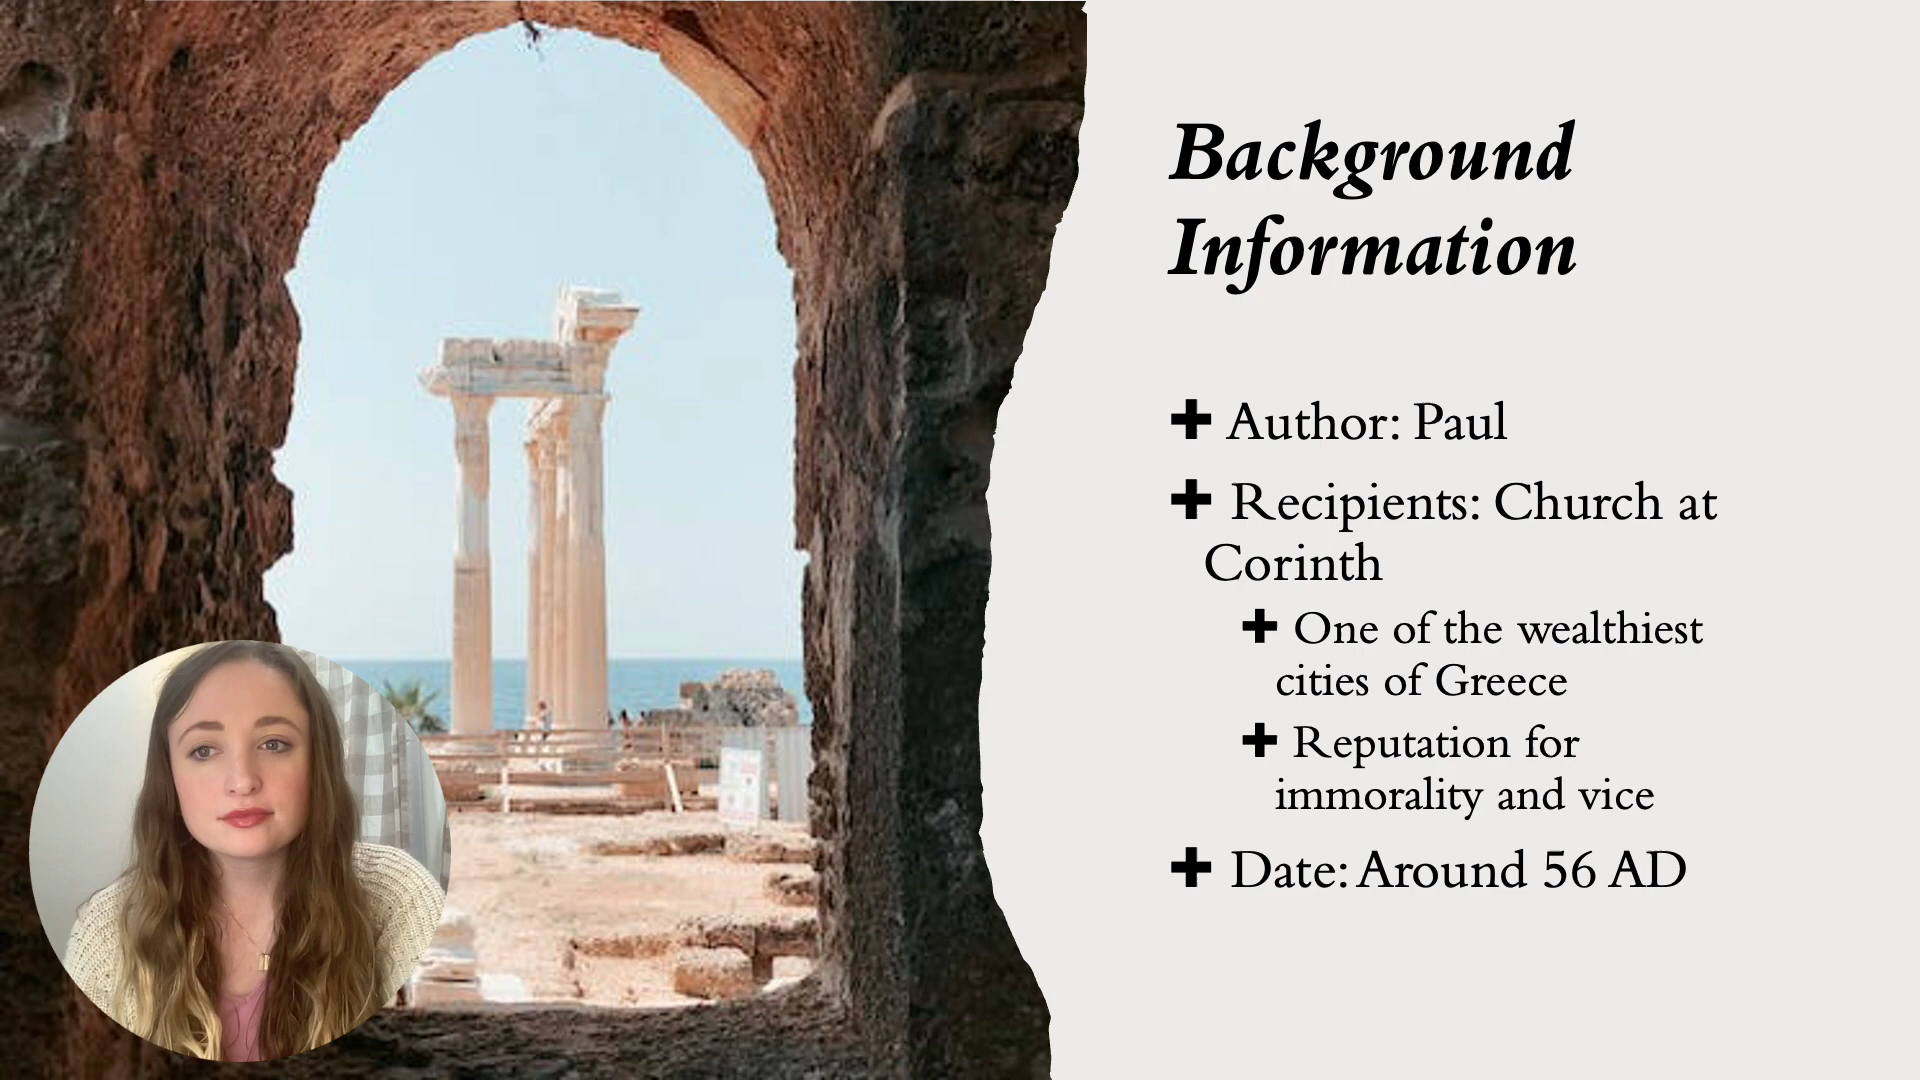 Background
Information
✚ Author: Paul
✚ Recipients: Church at
Corinth
✚ One of the wealthiest
cities of Greece
✚ Reputation for
immorality and vice
✚ Date: Around 56 AD